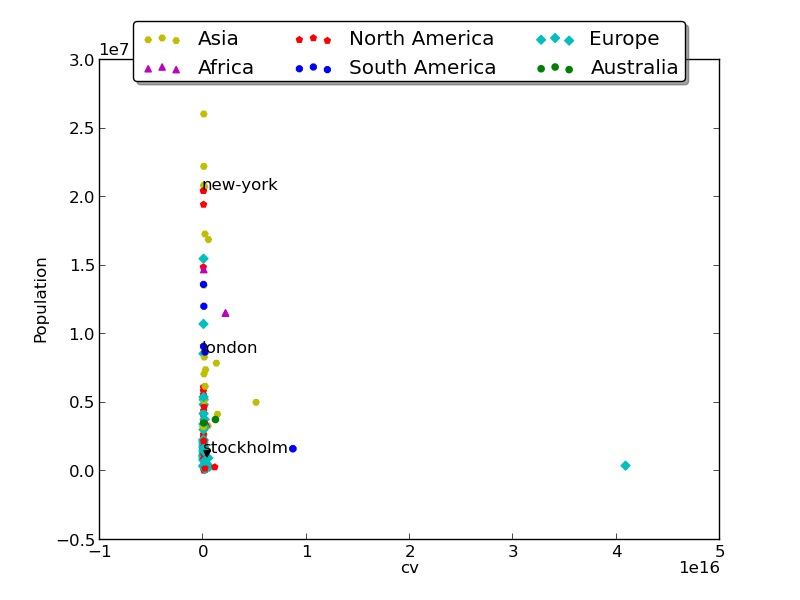 Asia North America Europe
Africa South America Australia
1e7
3.0
2.5
2.0
1.5
1.0
0.5
0.0
−0.5
Population
new-york
london
stockholm
−1 0 1 2 3 4 5
cv
1e16